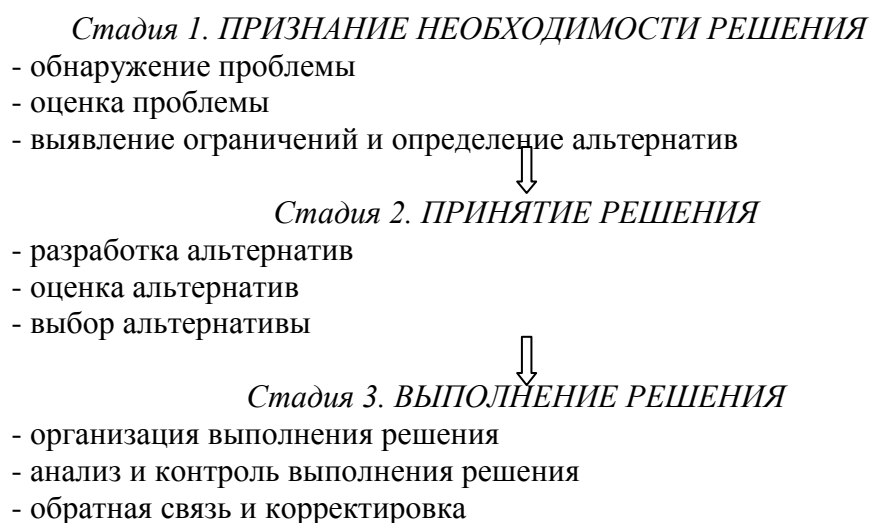 Стадия 1. ПРИЗНАНИЕ НЕОБХОДИМОСТИ РЕШЕНИЯ
- обнаружение проблемы
- оценка проблемы
- выявление ограничений и определение альтернатив
Стадия 2. ПРИНЯТИЕ РЕШЕНИЯ
- разработка альтернатив
- оценка альтернатив
- выбор альтернативы
Стадия 3. ВЫПОЛНЕНИЕ РЕШЕНИЯ
- организация выполнения решения
- анализ и контроль выполнения решения
- обратная связь и корректировка